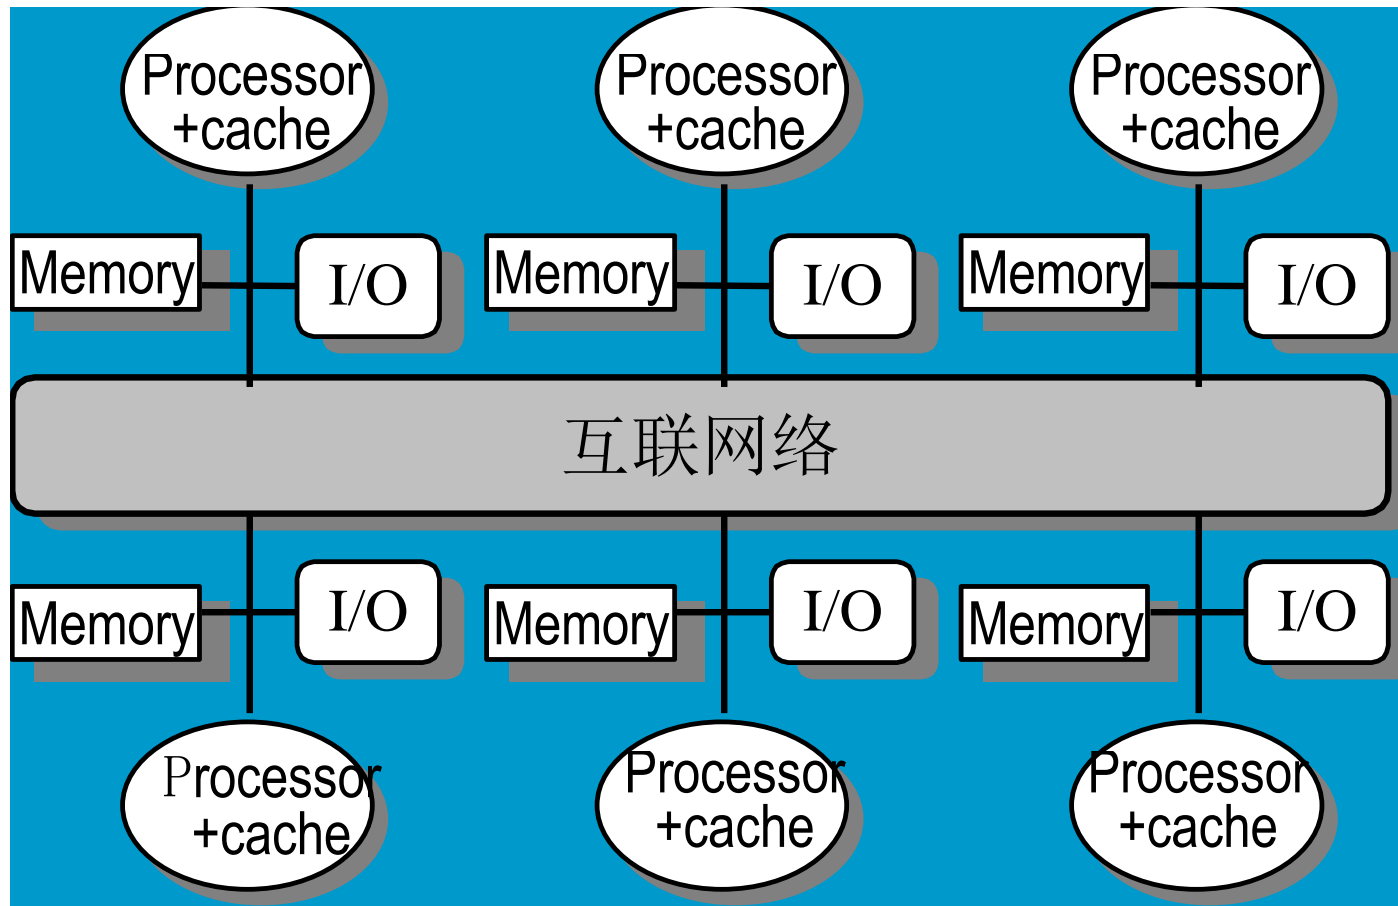 Processor
+cache
Processor
+cache
Processor
+cache
Memory
I/O
Memory
I/O
Memory
I/O
互联网络
Memory
I/O
Memory
I/O
Memory
I/O
Processor
+cache
Processor
+cache
Processor
+cache